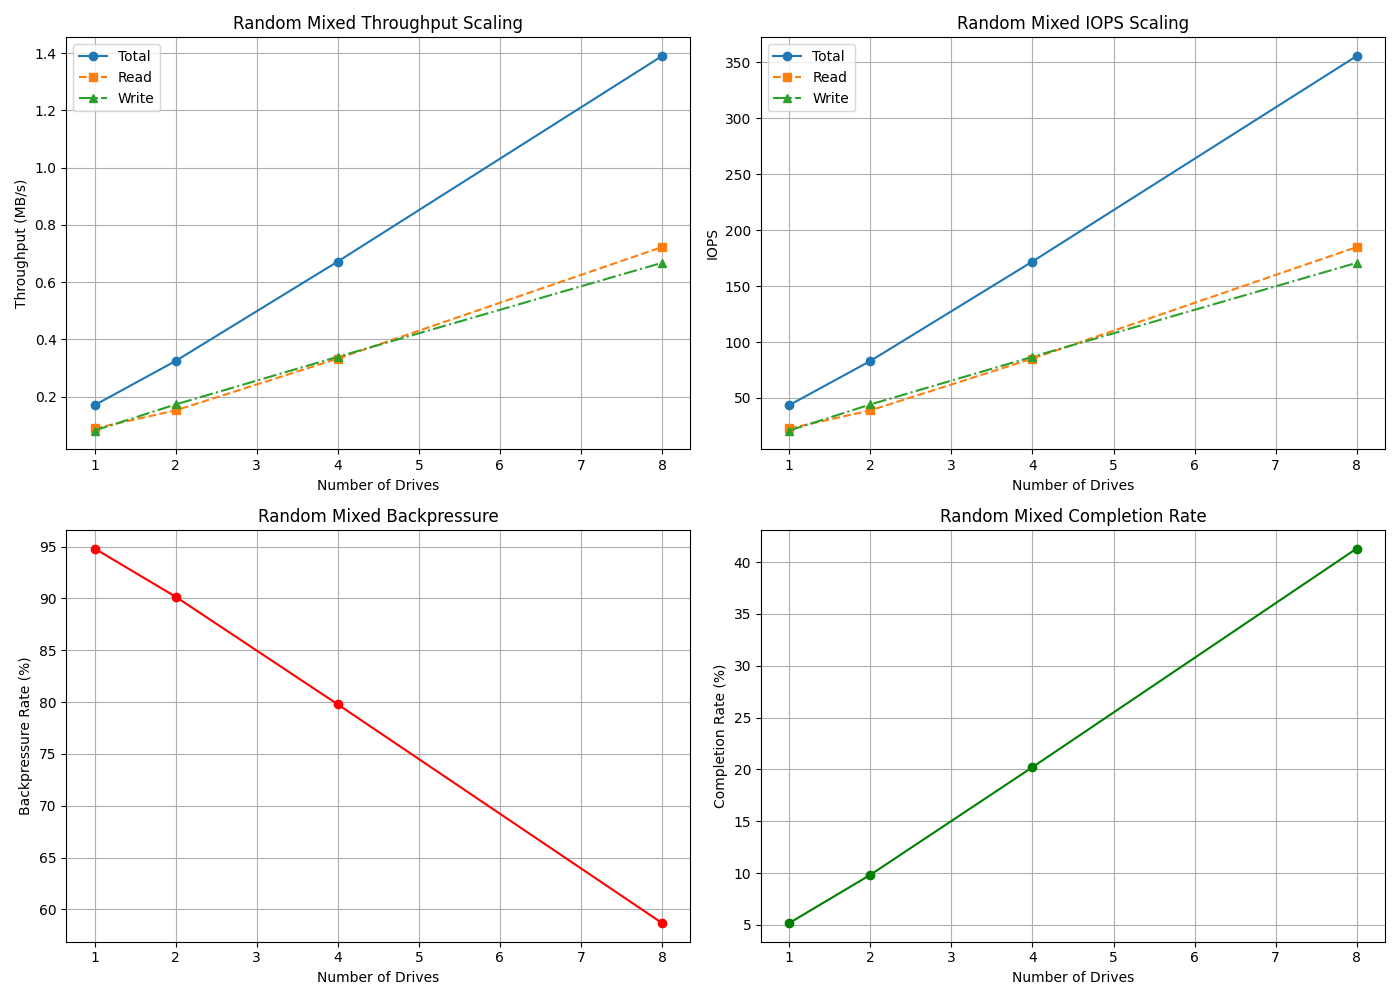 Random Mixed Throughput Scaling
Total
Read
Write
1.4
1.2
1.0
0.8
0.6
0.4
0.2
Throughput (MB/s)
1 2 3 4 5 6 7 8
Number of Drives
Random Mixed IOPS Scaling
Total
Read
Write
350
300
250
200
150
100
50
IOPS
1 2 3 4 5 6 7 8
Number of Drives
Random Mixed Backpressure
95
90
85
80
75
70
65
60
Backpressure Rate (%)
1 2 3 4 5 6 7 8
Number of Drives
Random Mixed Completion Rate
40
35
30
25
20
15
10
5
Completion Rate (%)
1 2 3 4 5 6 7 8
Number of Drives